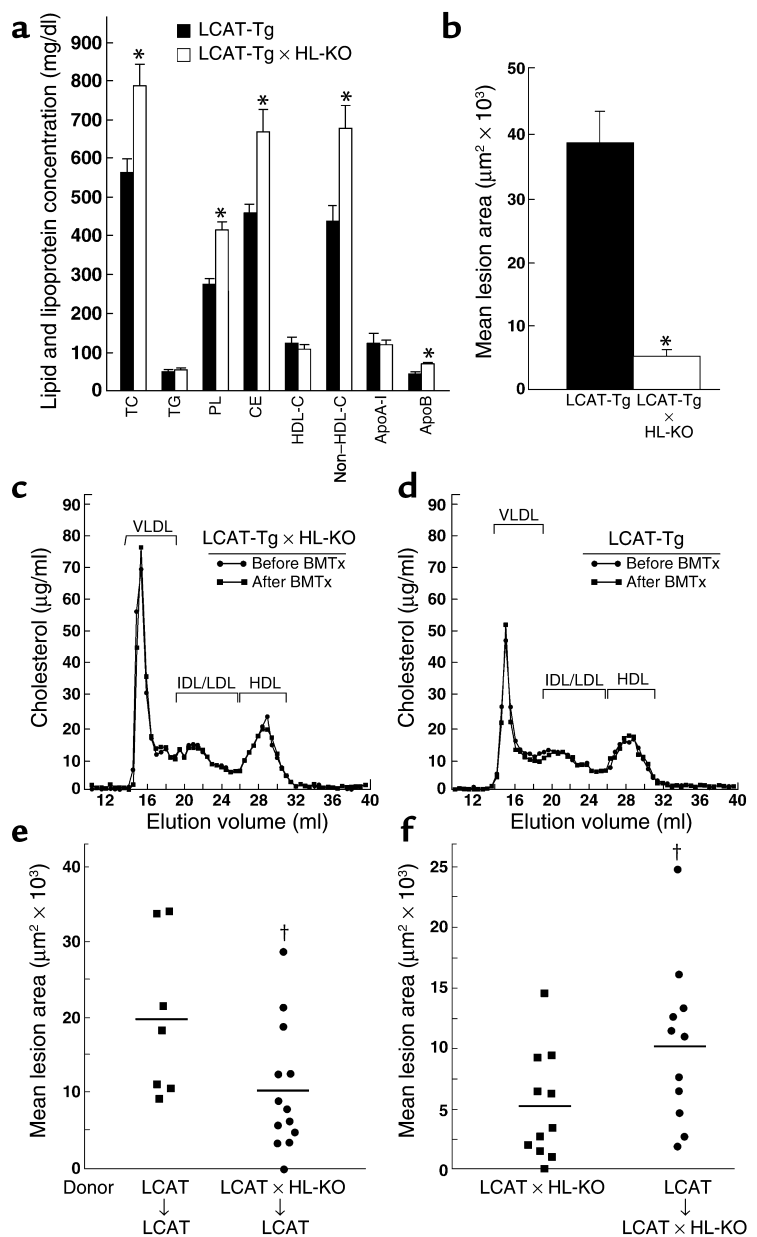 a
LCAT-Tg
LCAT-Tg × HL-KO
Lipid and lipoprotein concentration (mg/dl)
900
800
700
600
500
400
300
200
100
0
*
*
*
*
*
TC
TG
PL
CE
HDL-C
Non–HDL-C
ApoA-I
ApoB
b
Mean lesion area (μm² × 10³)
50
40
30
20
10
0
*
LCAT-Tg
LCAT-Tg
×
HL-KO
c
Cholesterol (μg/ml)
90
80
70
60
50
40
30
20
10
0
VLDL
LCAT-Tg × HL-KO
Before BMTx
After BMTx
IDL/LDL
HDL
12 16 20 24 28 32 36 40
Elution volume (ml)
d
Cholesterol (μg/ml)
90
80
70
60
50
40
30
20
10
0
VLDL
LCAT-Tg
Before BMTx
After BMTx
IDL/LDL
HDL
12 16 20 24 28 32 36 40
Elution volume (ml)
e
Mean lesion area (μm² × 10³)
40
30
20
10
0
†
Donor
LCAT
↓
LCAT
LCAT × HL-KO
↓
LCAT
f
Mean lesion area (μm² × 10³)
25
20
15
10
5
0
†
LCAT × HL-KO
LCAT
↓
LCAT × HL-KO